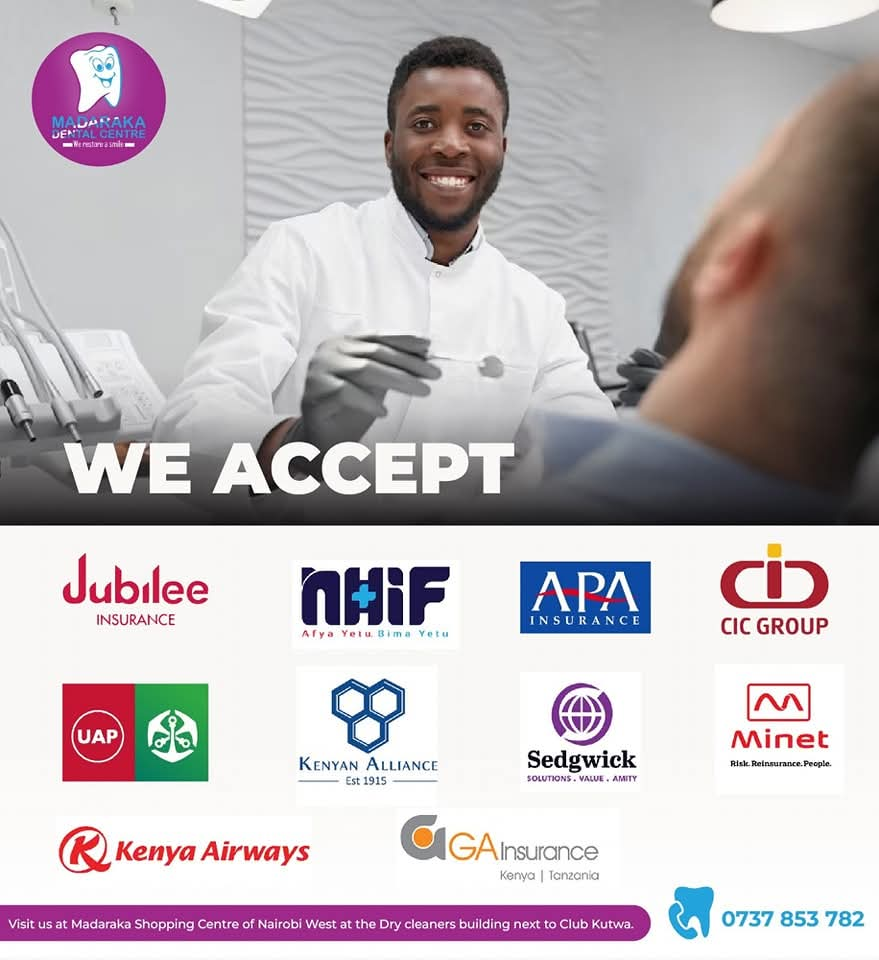 MADARAKA
DENTAL CENTRE
We restore a smile
WE ACCEPT
Jubilee
INSURANCE
NHiF
Afya Yetu. Bima Yetu
APA
INSURANCE
CIC GROUP
UAP
KENYAN ALLIANCE
Est 1915
Sedgwick
SOLUTIONS . VALUE . AMITY
Minet
Risk. Reinsurance. People.
Kenya Airways
GA Insurance
Kenya | Tanzania
Visit us at Madaraka Shopping Centre of Nairobi West at the Dry cleaners building next to Club Kutwa.
0737 853 782